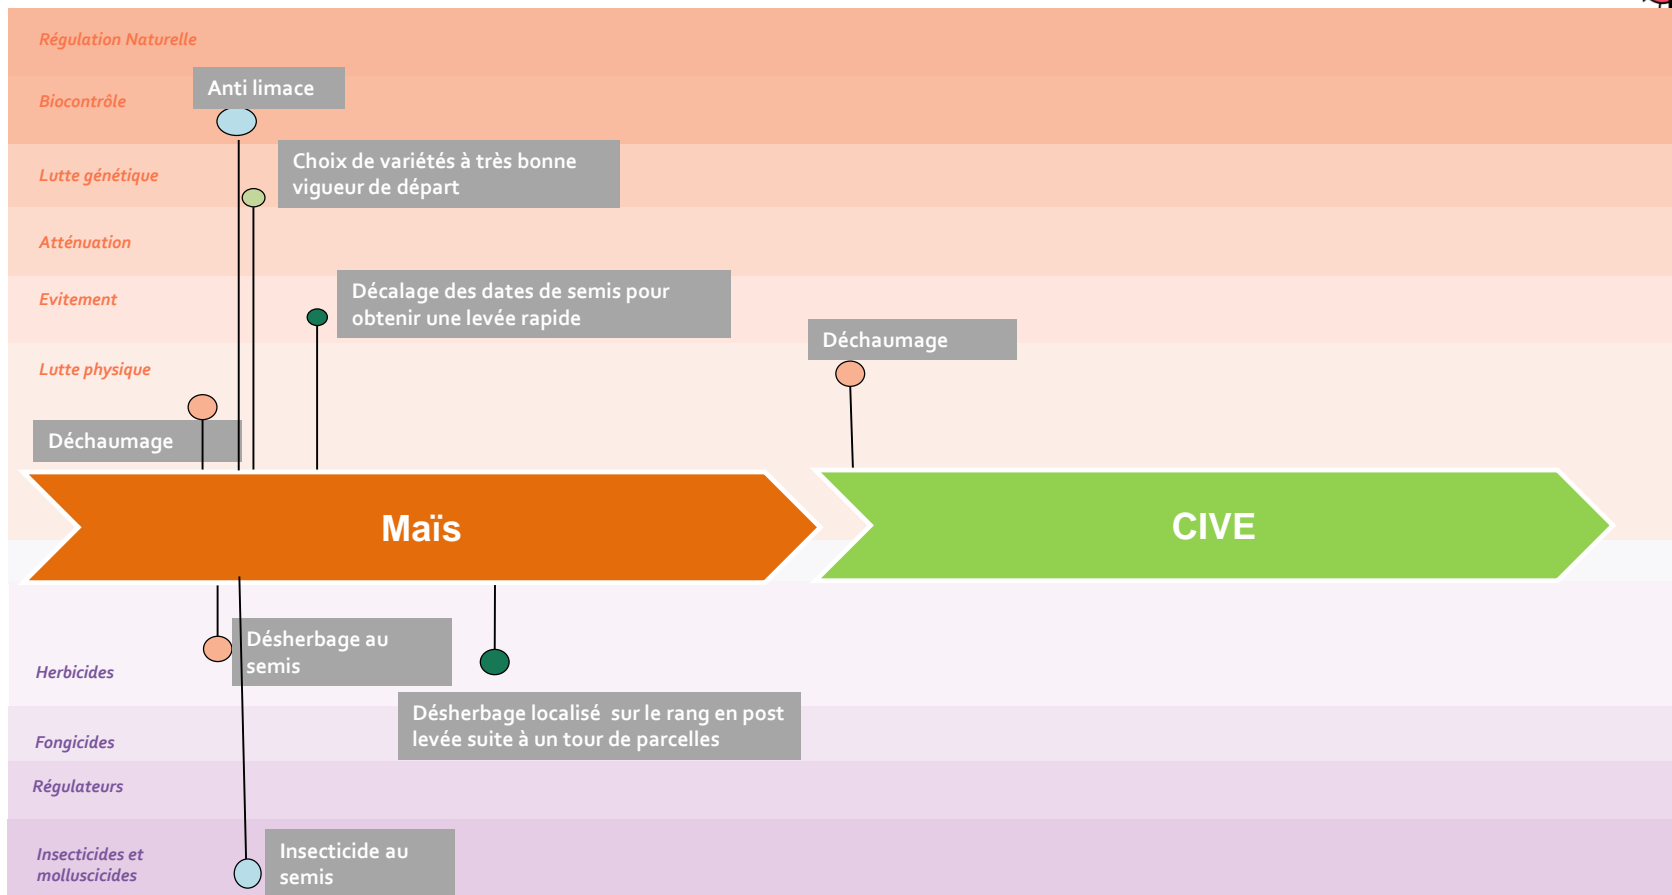 Régulation Naturelle
Anti limace
Biocontrôle
Choix de variétés à très bonne
vigueur de départ
Lutte génétique
Atténuation
Evitement
Décalage des dates de semis pour
obtenir une levée rapide
Déchaumage
Lutte physique
Déchaumage
Maïs
CIVE
Désherbage au
semis
Herbicides
Désherbage localisé sur le rang en post
levée suite à un tour de parcelles
Fongicides
Régulateurs
Insecticides et
molluscicides
Insecticide au
semis